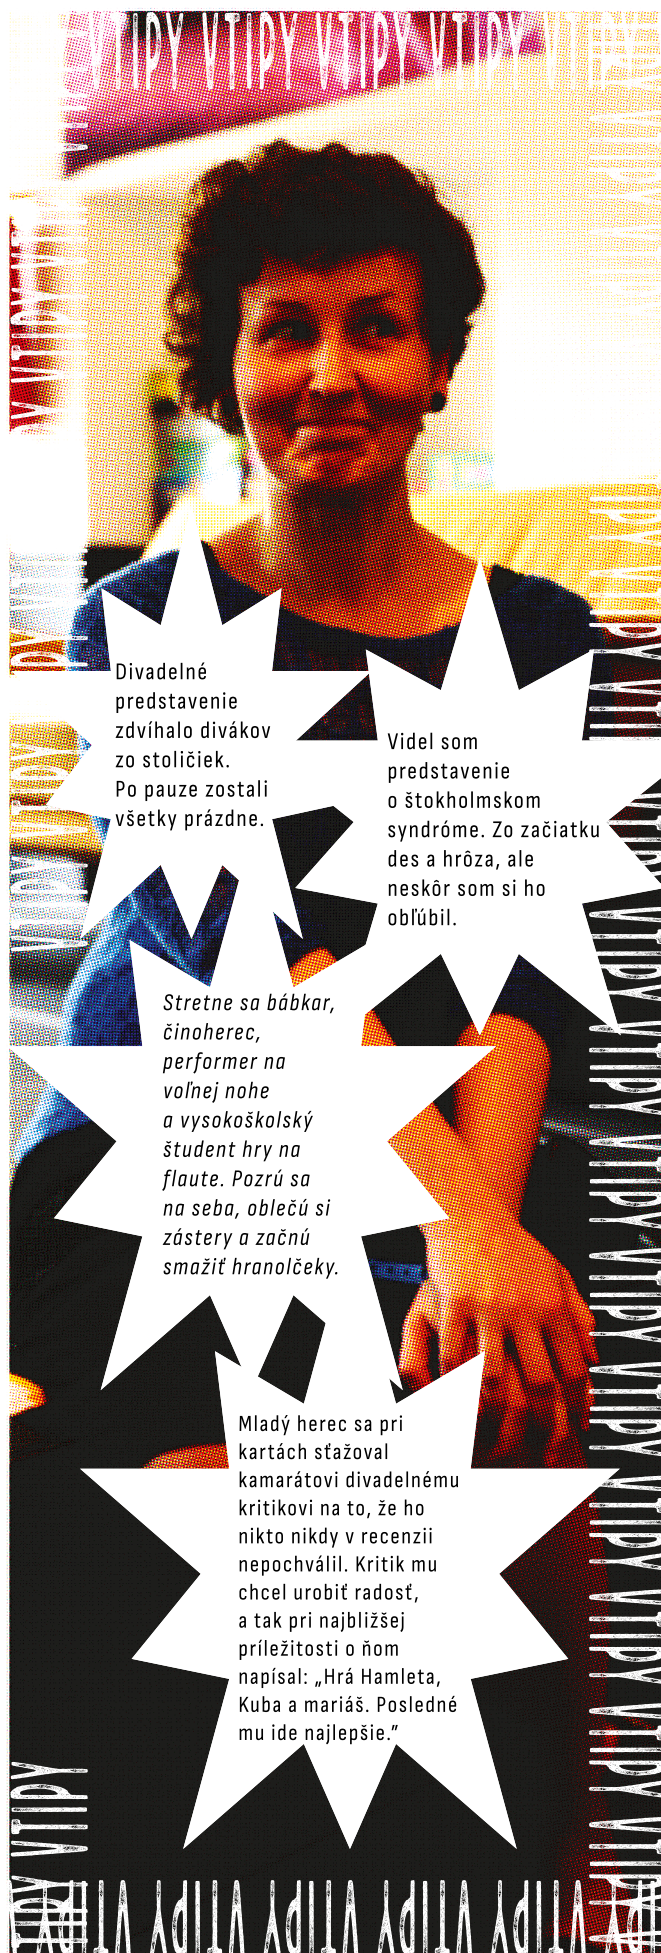 VTIPY VTIPY VTIPY VTIPY VTIPY
Divadelné
predstavenie
zdvíhalo divákov
zo stoličiek.
Po pauze zostali
všetky prázdne.
Videl som
predstavenie
o štokholmskom
syndróme. Zo začiatku
des a hrôza, ale
neskôr som si ho
obľúbil.
Stretne sa bábkar,
činoherec,
performer na
voľnej nohe
a vysokoškolský
študent hry na
flaute. Pozrú sa
na seba, oblečú si
zástery a začnú
smažiť hranolčeky.
Mladý herec sa pri
kartách sťažoval
kamarátovi divadelnému
kritikovi na to, že ho
nikto nikdy v recenzii
nepochválil. Kritik mu
chcel urobiť radosť,
a tak pri najbližšej
príležitosti o ňom
napísal: „Hrá Hamleta,
Kuba a mariáš. Posledné
mu ide najlepšie.”
VTIPY VTIPY VTIPY VTIPY VTIPY